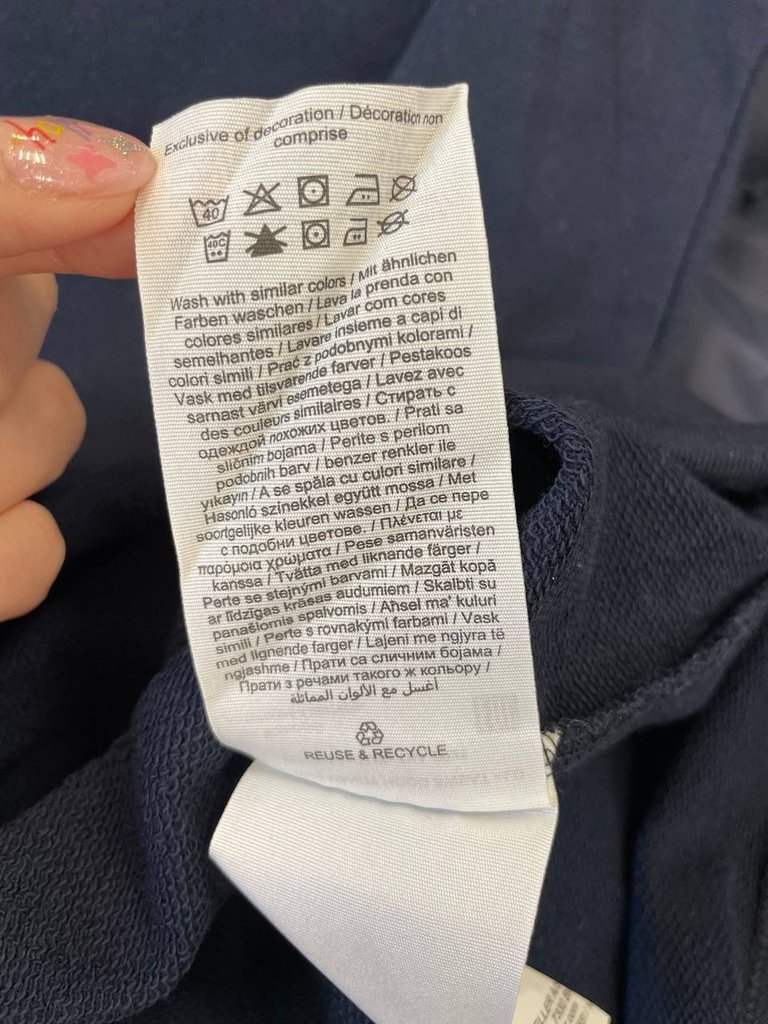 Exclusive of decoration / Décoration non
comprise
40
40C
Wash with similar colors / Mit ähnlichen
Farben waschen / Lava la prenda con
colores similares / Lavar com cores
semelhantes / Lavare insieme a capi di
colori simili / Prać z podobnymi kolorami /
Vask med tilsvarende farver / Pestakoos
sarnast värvi esemetega / Lavez avec
des couleurs similaires / Стирать с
одеждой похожих цветов. / Prati sa
sličnim bojama / Perite s perilom
podobnih barv / benzer renkler ile
yıkayin / A se spăla cu culori similare /
Hasonló színekkel együtt mossa / Met
soortgelijke kleuren wassen / Да се пере
с подобни цветове. / Πλένεται με
παρόμοια χρωματα / Pese samanväristen
kanssa / Tvätta med liknande färger /
Perte se stejnými barvami / Mazgāt kopā
ar līdzīgas krāsas audumiem / Skalbti su
panašiomis spalvomis / Aħsel ma' kuluri
simili / Perte s rovnakými farbami / Vask
med lignende farger / Lajeni me ngjyra të
ngjashme / Прати са сличним бојама /
Прати з речами такого ж кольору /
أغسل مع الألوان المماثلة
REUSE & RECYCLE